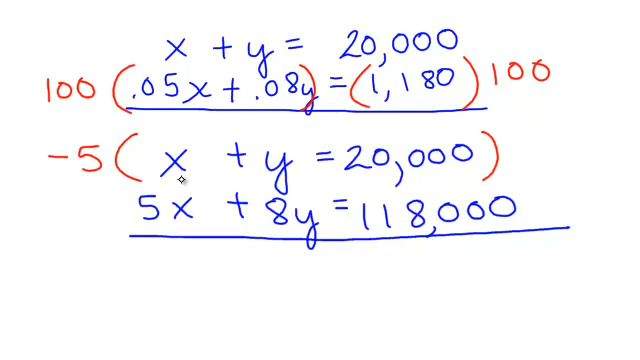 x + y = 20,000
100 (.05x + .08y) = (1,180) 100
-5 ( x + y = 20,000 )
5x + 8y = 118,000